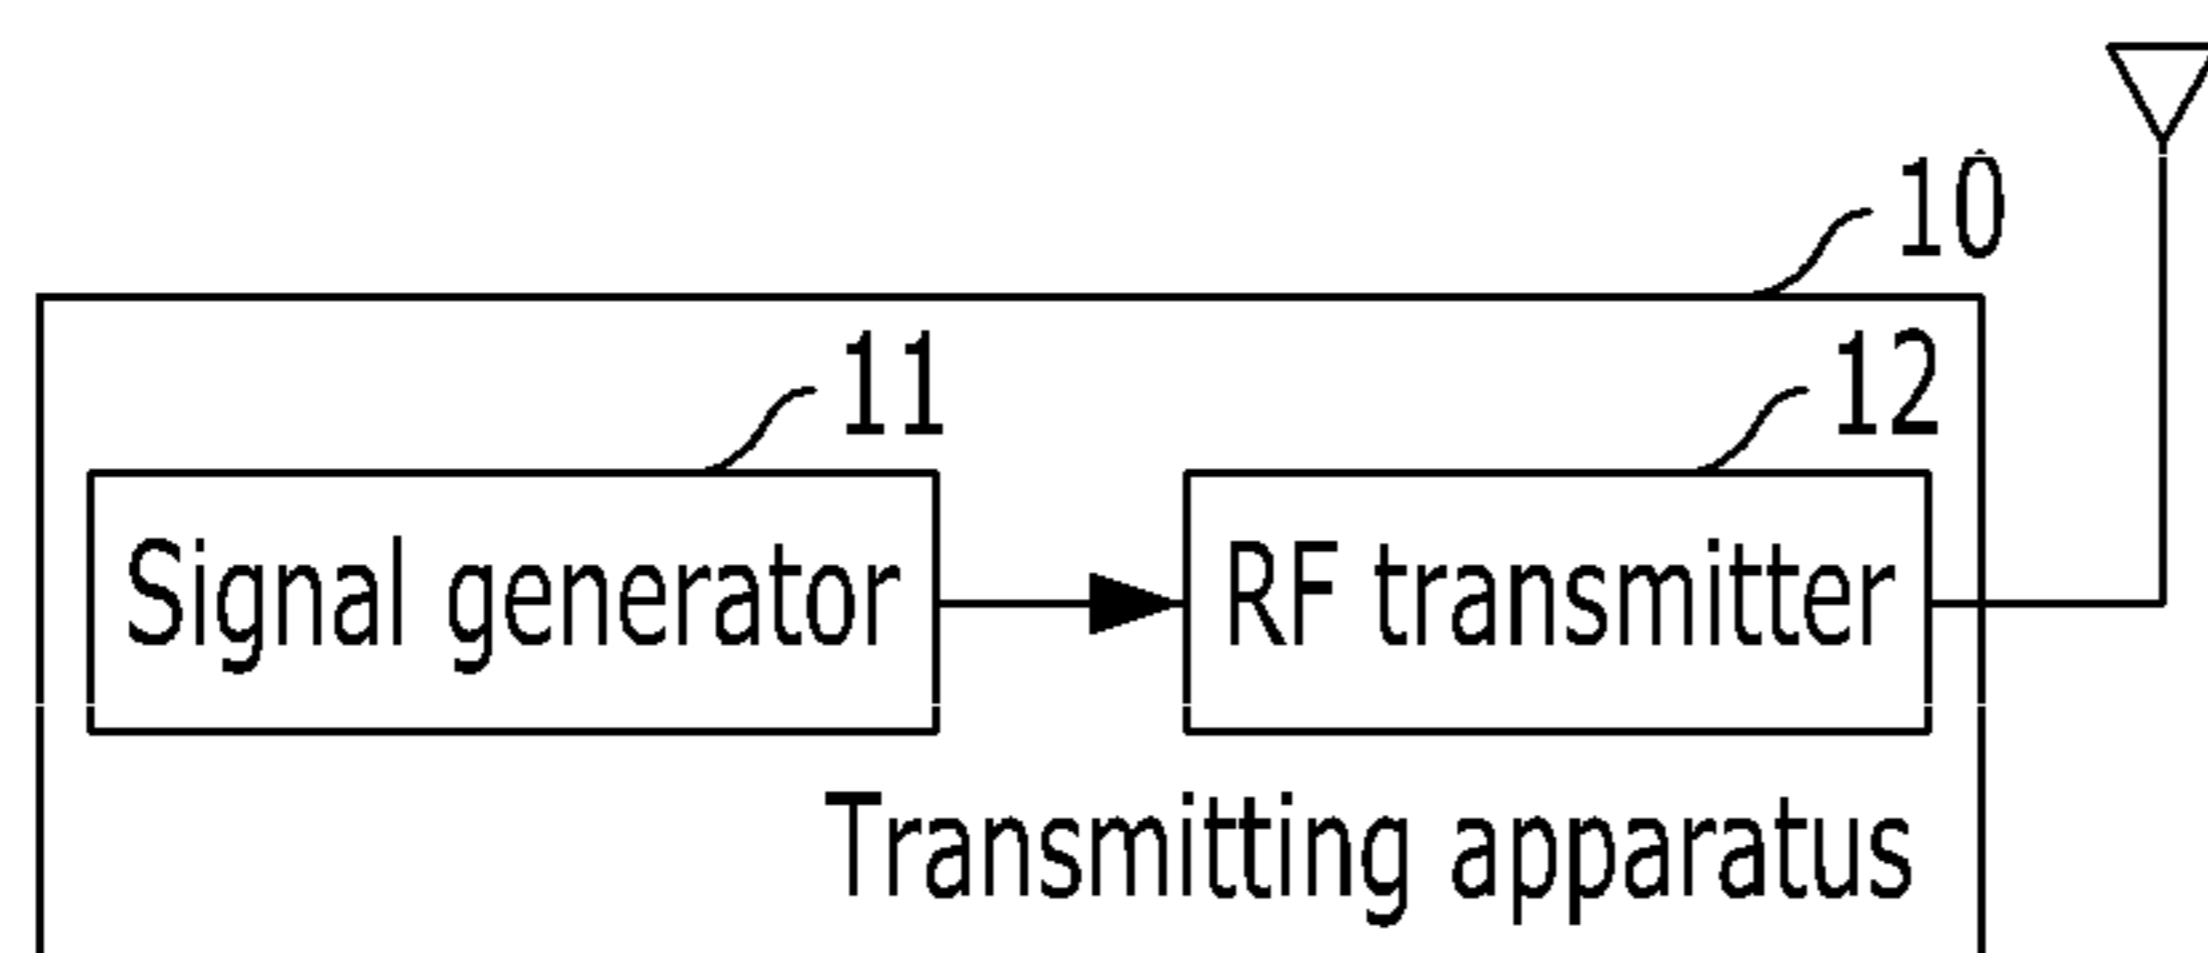 10
11
12
Signal generator
RF transmitter
Transmitting apparatus